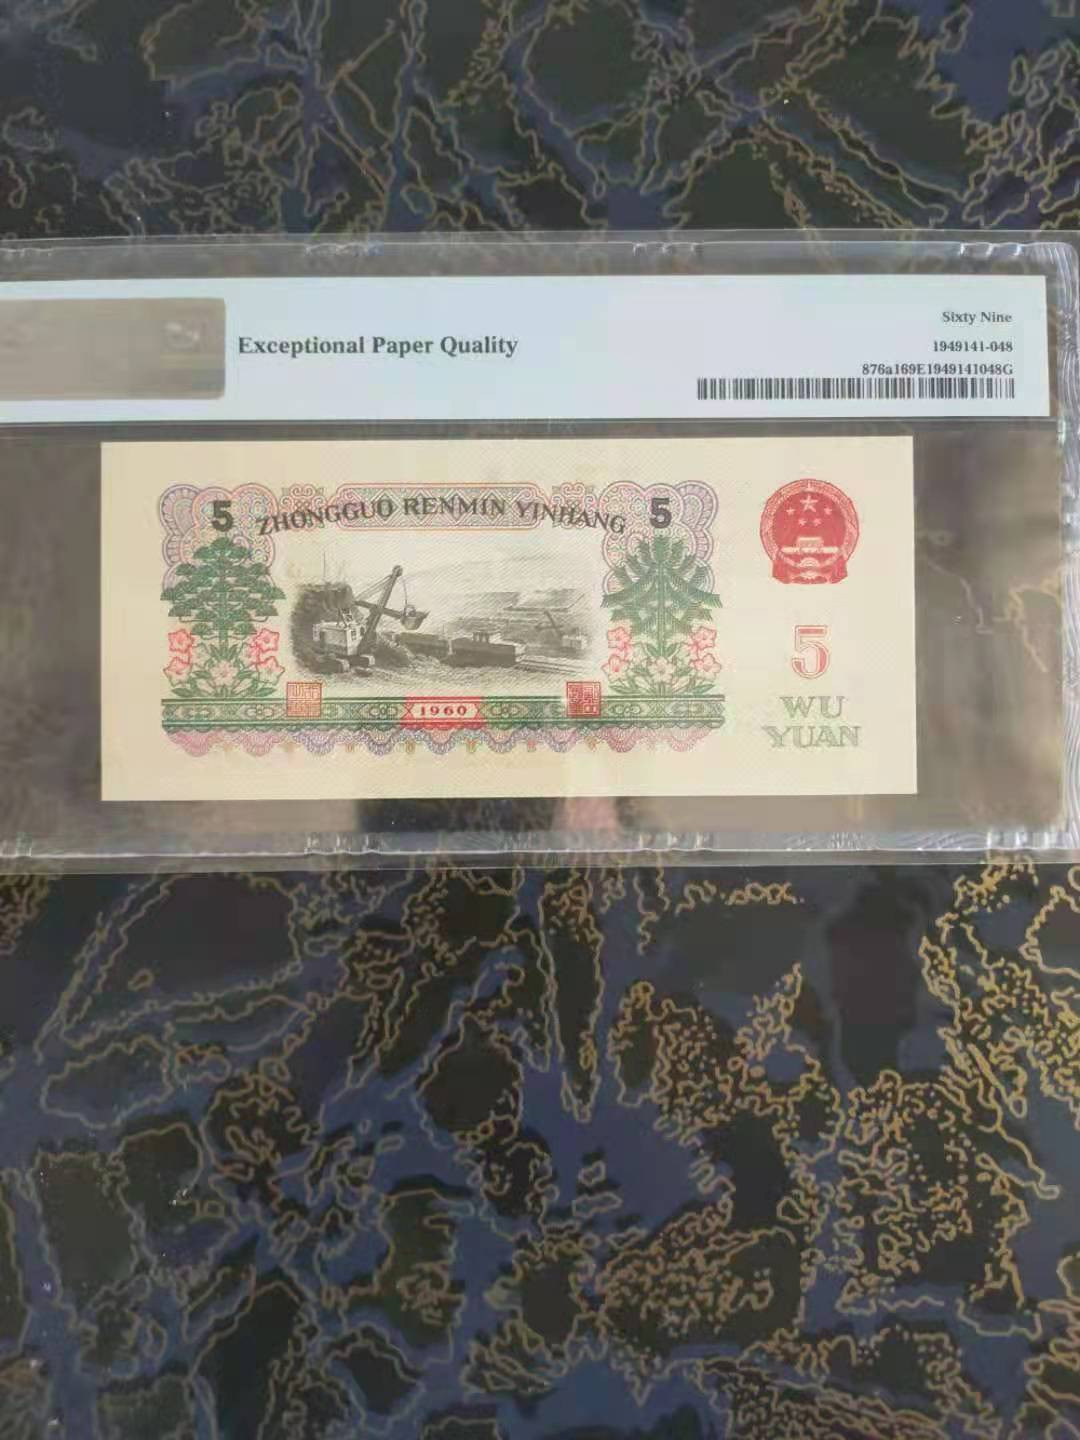 Sixty Nine
Exceptional Paper Quality
1949141-048
876a169E1949141048G
5 ZHONGGUO RENMIN YINHANG 5
5
1960
WU
YUAN